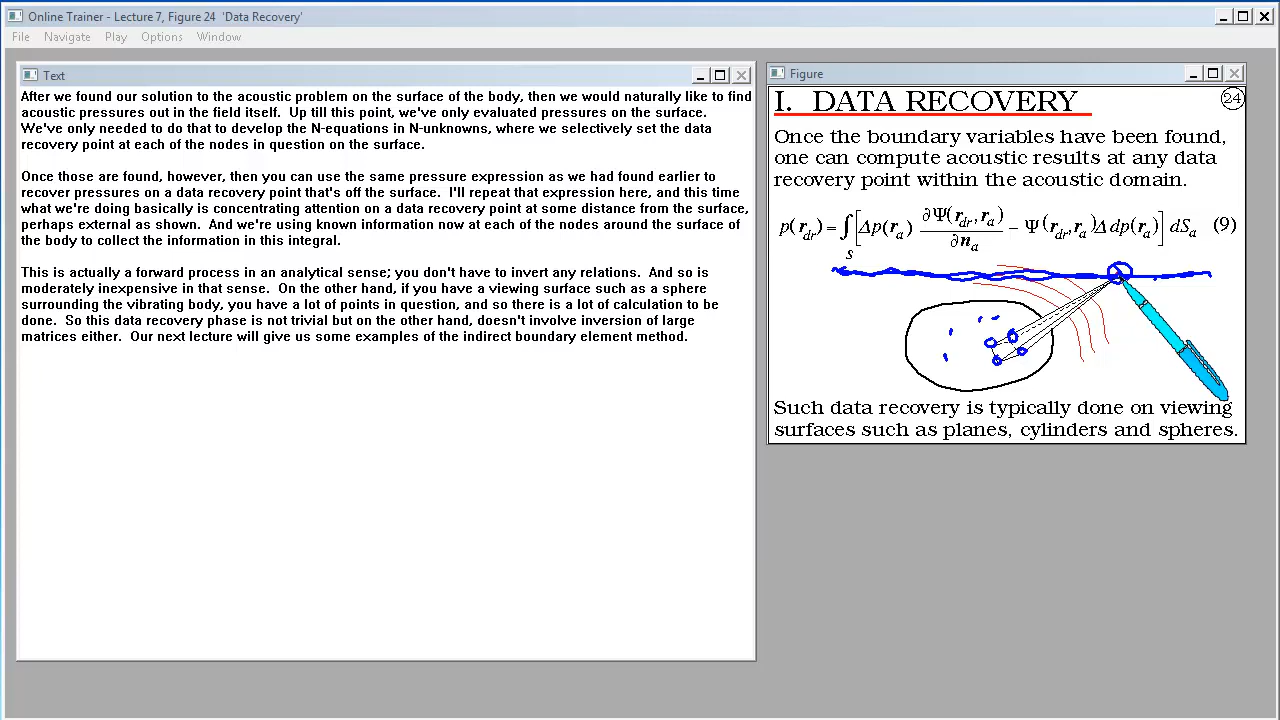 Online Trainer - Lecture 7, Figure 24 'Data Recovery'
File Navigate Play Options Window
Text
After we found our solution to the acoustic problem on the surface of the body, then we would naturally like to find
acoustic pressures out in the field itself. Up till this point, we've only evaluated pressures on the surface.
We've only needed to do that to develop the N-equations in N-unknowns, where we selectively set the data
recovery point at each of the nodes in question on the surface.
Once those are found, however, then you can use the same pressure expression as we had found earlier to
recover pressures on a data recovery point that's off the surface. I'll repeat that expression here, and this time
what we're doing basically is concentrating attention on a data recovery point at some distance from the surface,
perhaps external as shown. And we're using known information now at each of the nodes around the surface of
the body to collect the information in this integral.
This is actually a forward process in an analytical sense; you don't have to invert any relations. And so is
moderately inexpensive in that sense. On the other hand, if you have a viewing surface such as a sphere
surrounding the vibrating body, you have a lot of points in question, and so there is a lot of calculation to be
done. So this data recovery phase is not trivial but on the other hand, doesn't involve inversion of large
matrices either. Our next lecture will give us some examples of the indirect boundary element method.
Figure
I. DATA RECOVERY 24
Once the boundary variables have been found,
one can compute acoustic results at any data
recovery point within the acoustic domain.
p(r_dr) = ∫_S [Δp(r_a) ∂Ψ(r_dr, r_a)/∂n_a − Ψ(r_dr, r_a) Δdp(r_a)] dS_a (9)
Such data recovery is typically done on viewing
surfaces such as planes, cylinders and spheres.